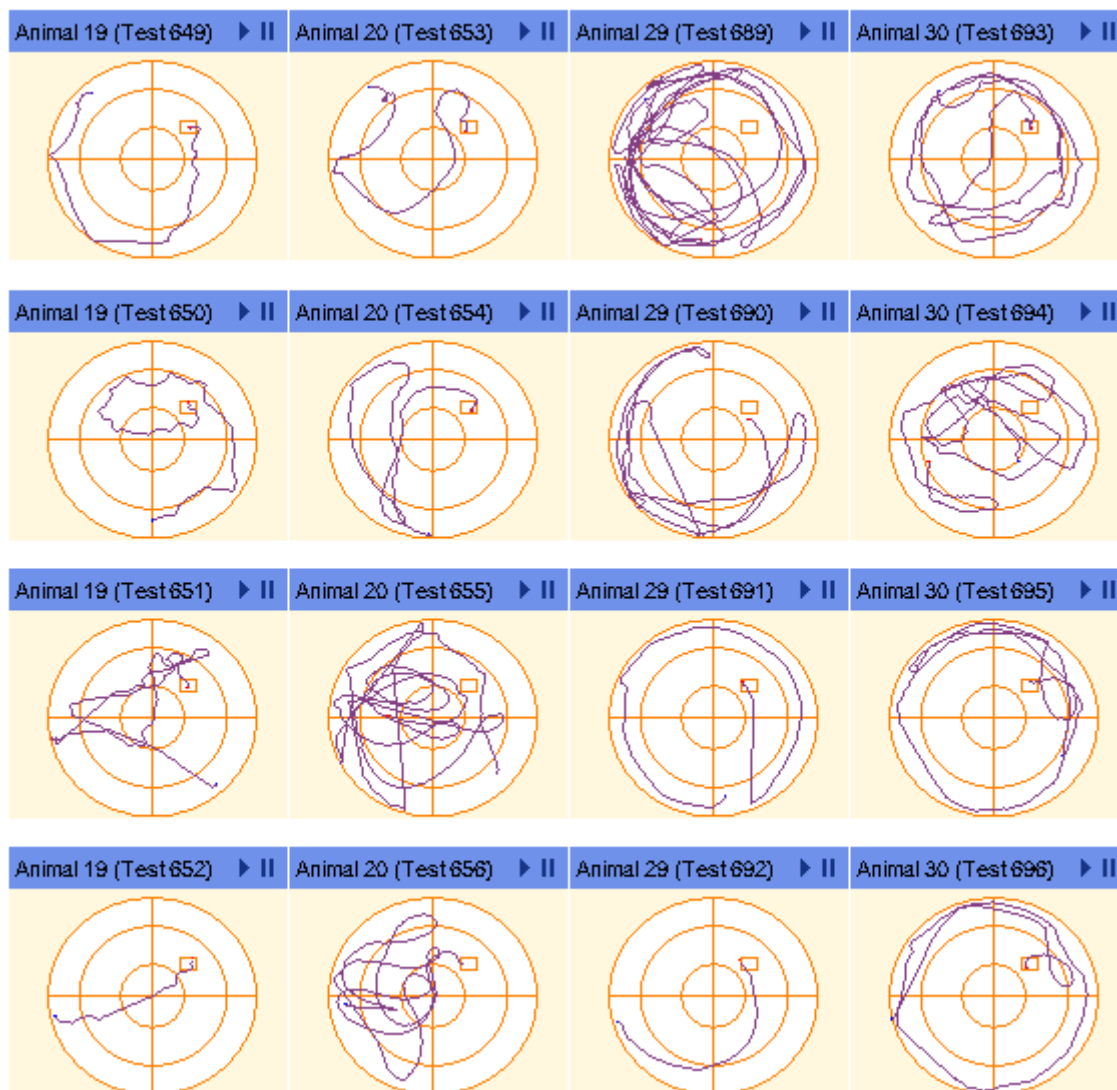 Animal 19 (Test 649)
Animal 20 (Test 653)
Animal 29 (Test 689)
Animal 30 (Test 693)
Animal 19 (Test 650)
Animal 20 (Test 654)
Animal 29 (Test 690)
Animal 30 (Test 694)
Animal 19 (Test 651)
Animal 20 (Test 655)
Animal 29 (Test 691)
Animal 30 (Test 695)
Animal 19 (Test 652)
Animal 20 (Test 656)
Animal 29 (Test 692)
Animal 30 (Test 696)